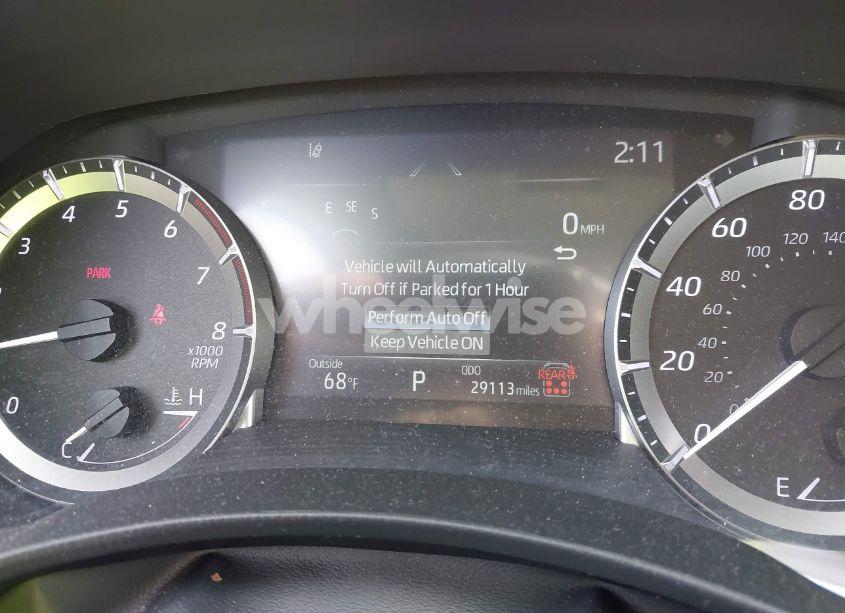 2:11
E SE S
0 MPH
Vehicle will Automatically
Turn Off if Parked for 1 Hour
Perform Auto Off
Keep Vehicle ON
Outside
68°F
P
ODO
29113 miles
REAR
PARK
0 3 4 5 6 7 8
x1000
RPM
H
C
0 20 40 60 80
20 40 60 80 100 120 140
E
wheelwise